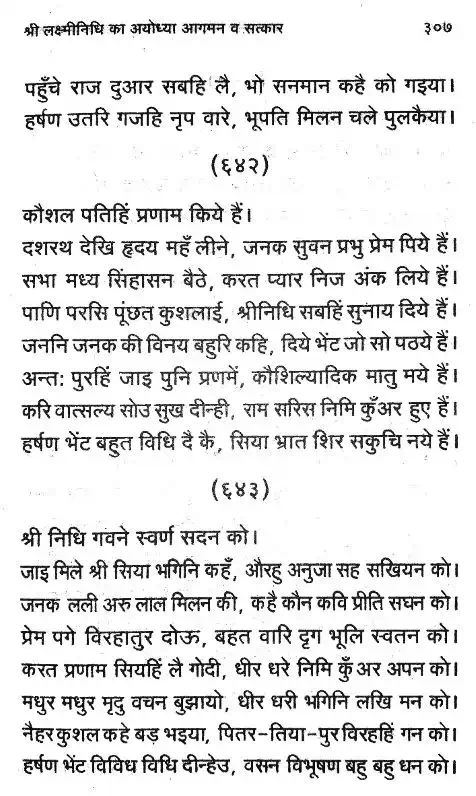 श्री लक्ष्मीनिधि का अयोध्या आगमन व सत्कार ३०७
पहुँचे राज दुआर सबहि लै, भो सनमान कहै को गइया।
हर्षण उतरि गजहि नृप वारे, भूपति मिलन चले पुलकैया।
(६४२)
कौशल पतिहिं प्रणाम किये हैं।
दशरथ देखि हृदय महँ लीने, जनक सुवन प्रभु प्रेम पिये हैं।
सभा मध्य सिंहासन बैठे, करत प्यार निज अंक लिये हैं।
पाणि परसि पूंछत कुशलाई, श्रीनिधि सबहिं सुनाय दिये हैं।
जननि जनक की विनय बहुरि कहि, दिये भेंट जो सो पठये हैं।
अन्तः पुरहिं जाइ पुनि प्रणमें, कौशिल्यादिक मातु मये हैं।
करि वात्सल्य सोउ सुख दीन्ही, राम सरिस निमि कुँअर हुए हैं।
हर्षण भेंट बहुत विधि दै कै, सिया भ्रात शिर सकुचि नये हैं।
(६४३)
श्री निधि गवने स्वर्ण सदन को।
जाइ मिले श्री सिया भगिनि कहँ, औरहु अनुजा सह सखियन को।
जनक लली अरु लाल मिलन की, कहै कौन कवि प्रीति सघन को।
प्रेम पगे विरहातुर दोऊ, बहत वारि दृग भूलि स्वतन को।
करत प्रणाम सियहिं लै गोदी, धीर धरे निमि कुँ अर अपन को।
मधुर मधुर मृदु वचन बुझायो, धीर धरी भगिनि लखि मन को।
नैहर कुशल कहे बड़ भइया, पितर-तिया-पुर विरहहिं गन को।
हर्षण भेंट विविध विधि दीन्हेउ, वसन विभूषण बहु बहु धन को।